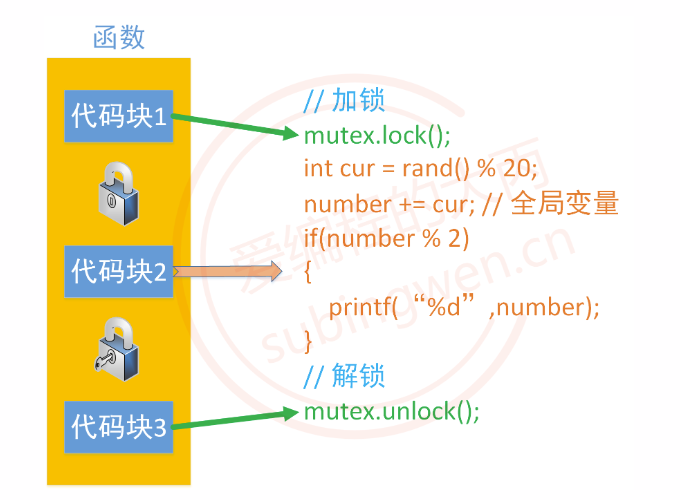 函数
代码块1
代码块2
代码块3
// 加锁
mutex.lock();
int cur = rand() % 20;
number += cur; // 全局变量
if(number % 2)
{
printf( “%d” ,number);
}
// 解锁
mutex.unlock();
爱编程的大丙
subingwen.cn